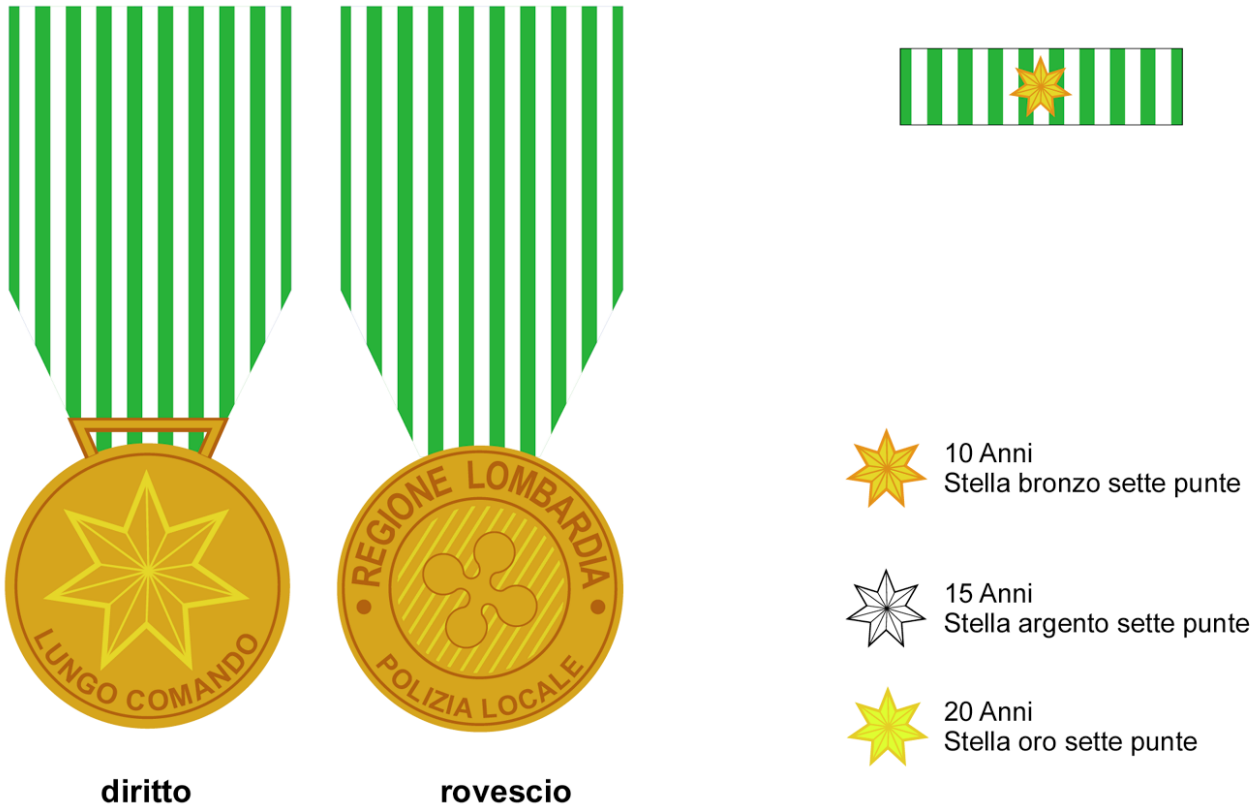 LUNGO COMANDO
REGIONE LOMBARDIA
POLIZIA LOCALE
diritto
rovescio
10 Anni
Stella bronzo sette punte
15 Anni
Stella argento sette punte
20 Anni
Stella oro sette punte